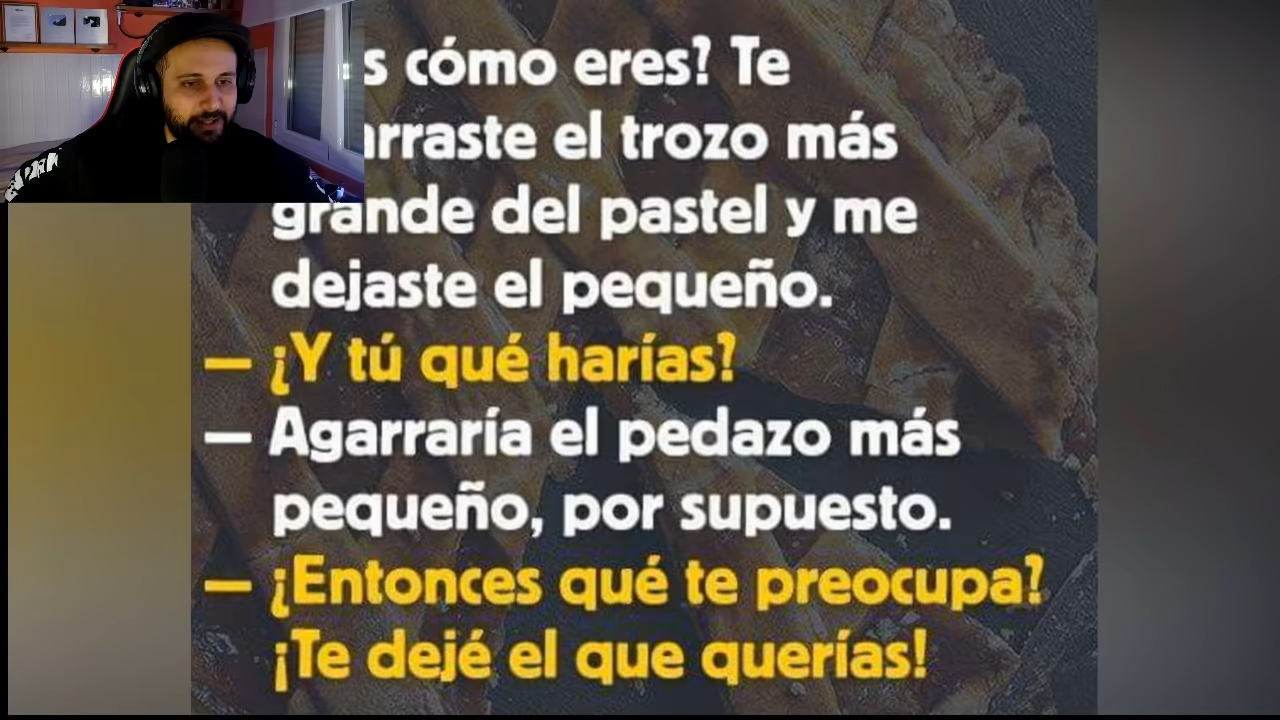 cómo eres? Te
el trozo más
grande del pastel y me
dejaste el pequeño.
— ¿Y tú qué harías?
— Agarraría el pedazo más
pequeño, por supuesto.
— ¿Entonces qué te preocupa?
¡Te dejé el que querías!